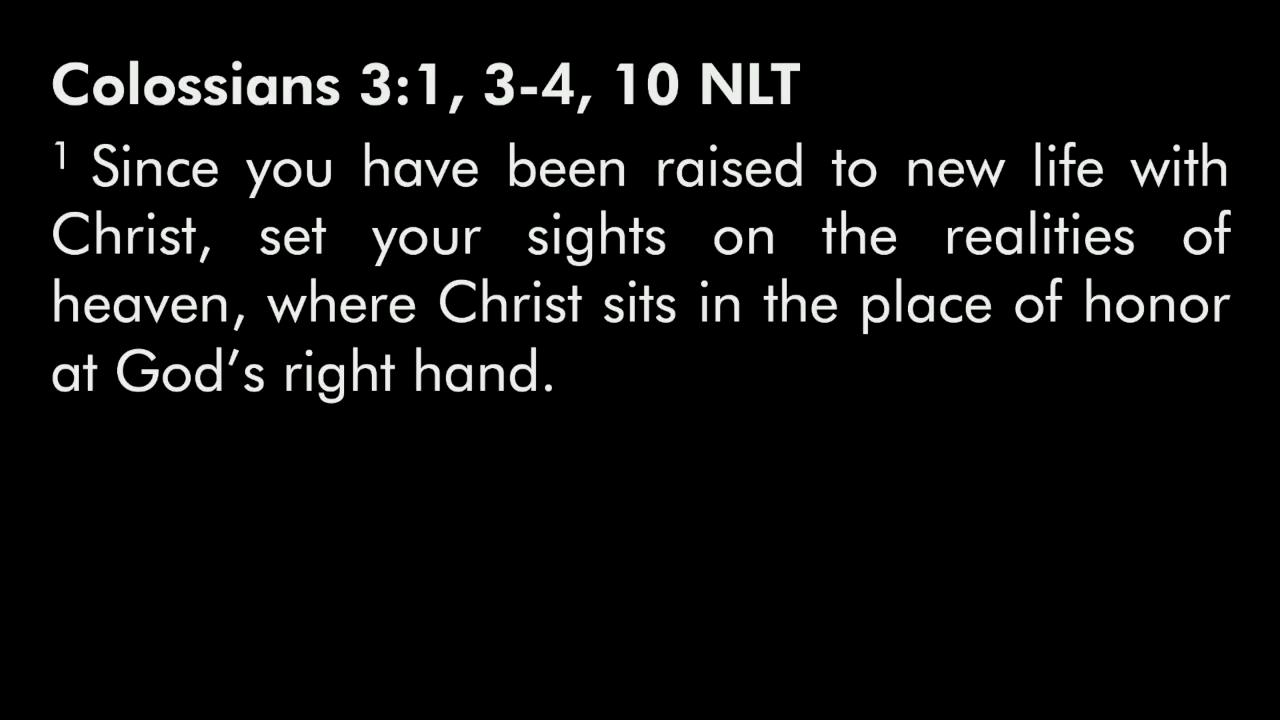 Colossians 3:1, 3-4, 10 NLT
¹ Since you have been raised to new life with
Christ, set your sights on the realities of
heaven, where Christ sits in the place of honor
at God’s right hand.